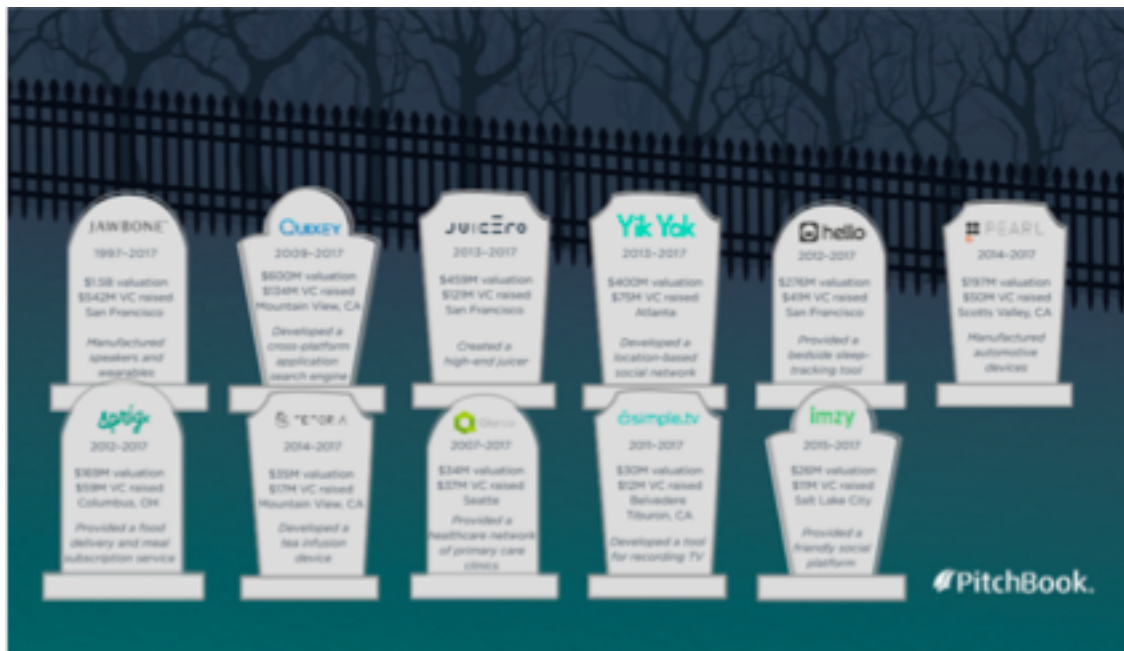 JAWBONE
1997-2017
$1.5B valuation
$542M VC raised
San Francisco
Manufactured
speakers and
wearables
QUIXEY
2009-2017
$600M valuation
$134M VC raised
Mountain View, CA
Developed a
cross-platform
application
search engine
JUICERO
2013-2017
$459M valuation
$121M VC raised
San Francisco
Created a
high-end juicer
Yik Yak
2013-2017
$400M valuation
$75M VC raised
Atlanta
Developed a
location-based
social network
hello
2012-2017
$276M valuation
$41M VC raised
San Francisco
Provided a
bedside sleep-
tracking tool
PEARL
2014-2017
$197M valuation
$50M VC raised
Scotts Valley, CA
Manufactured
automotive
devices
Sprig
2012-2017
$169M valuation
$59M VC raised
Columbus, OH
Provided a food
delivery and meal
subscription service
2014-2017
$35M valuation
$17M VC raised
Mountain View, CA
Developed a
tea infusion
device
2007-2017
$34M valuation
$37M VC raised
Seattle
Provided a
healthcare network
of primary care
clinics
simple.tv
2011-2017
$30M valuation
$12M VC raised
Belvedere
Tiburon, CA
Developed a tool
for recording TV
imzy
2015-2017
$26M valuation
$11M VC raised
Salt Lake City
Provided a
friendly social
platform
PitchBook.